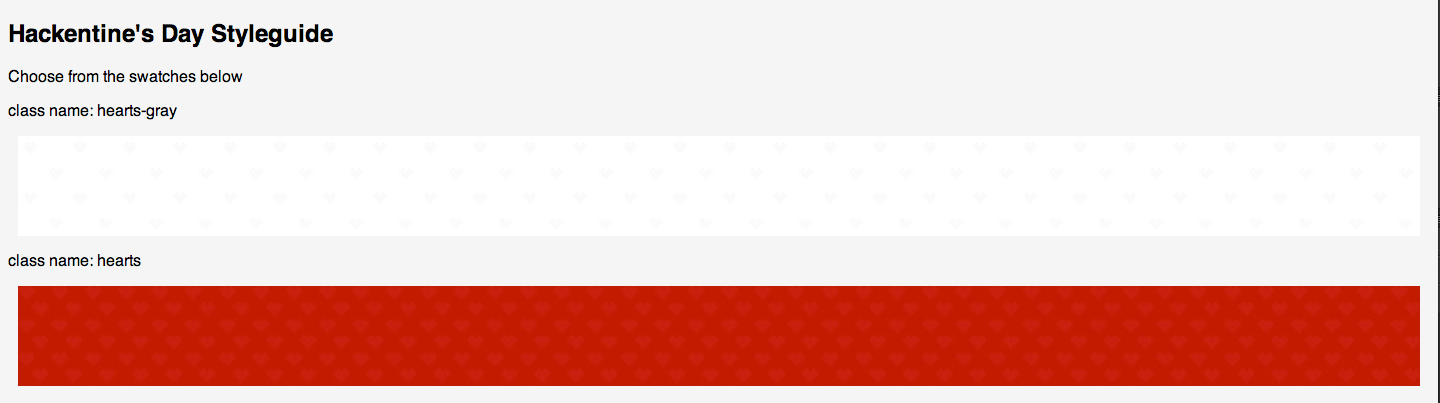 Hackentine's Day Styleguide
Choose from the swatches below
class name: hearts-gray
class name: hearts